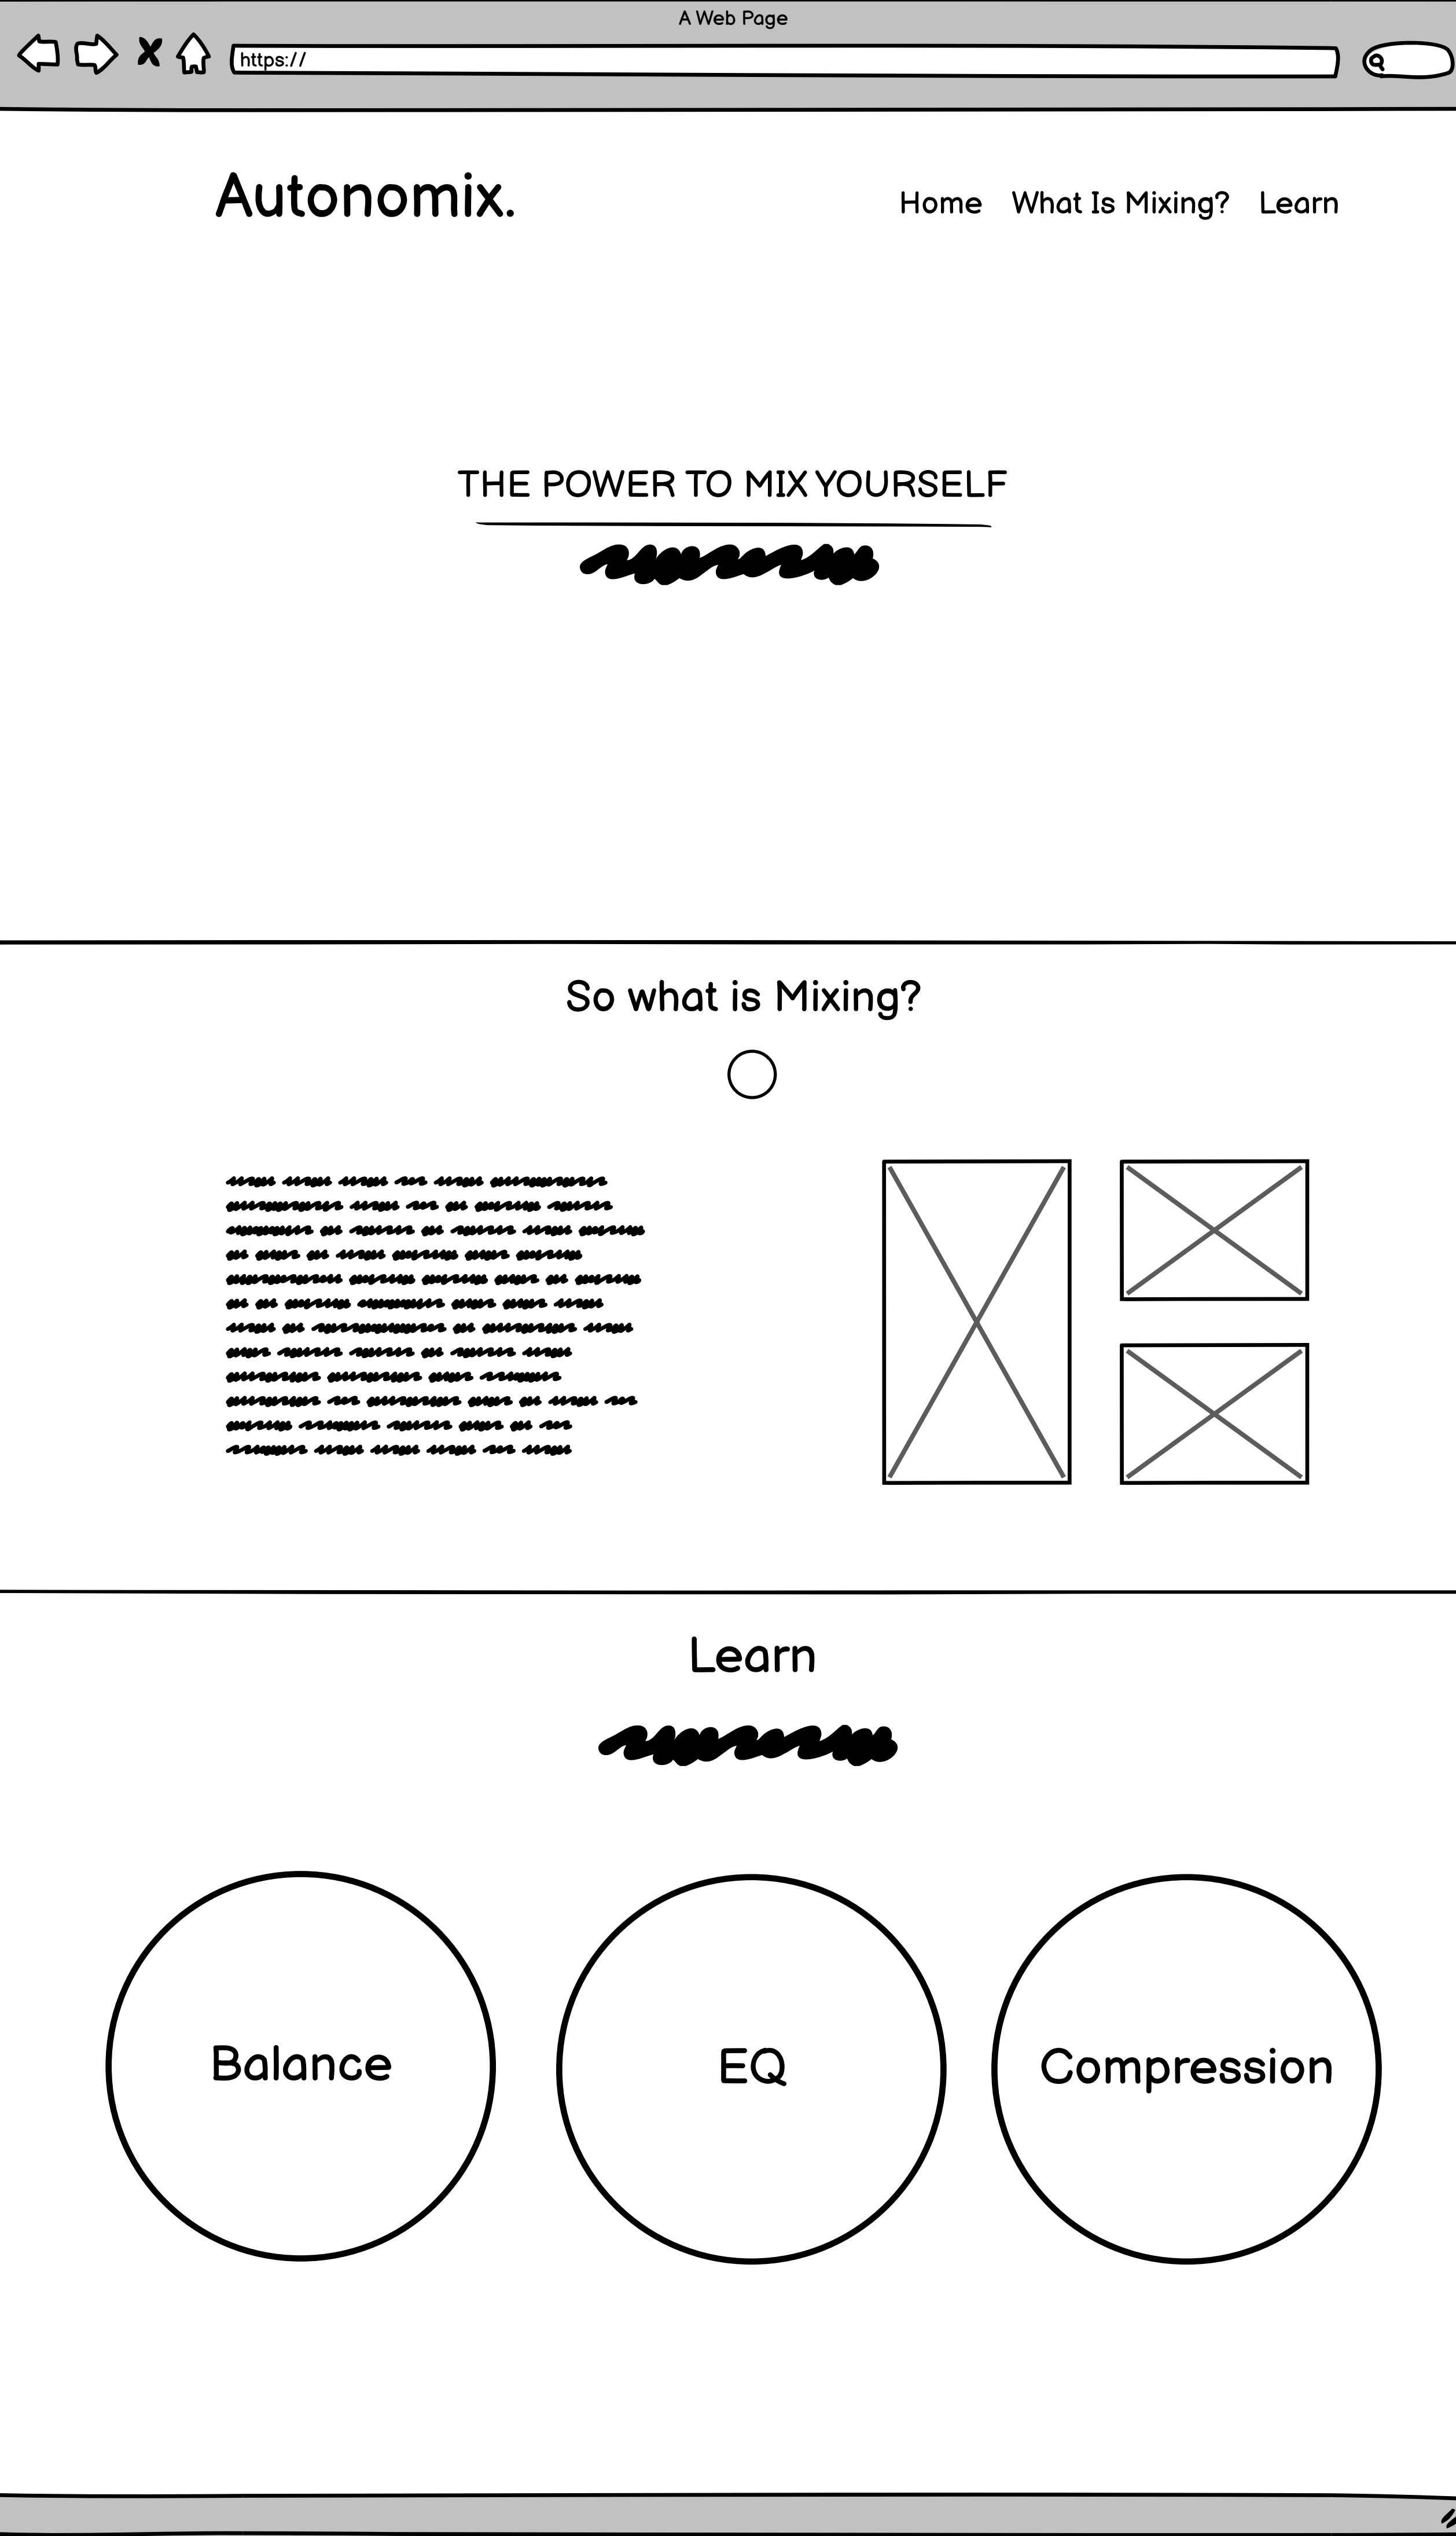 A Web Page
https://
Autonomix.
Home What Is Mixing? Learn
THE POWER TO MIX YOURSELF
So what is Mixing?
Learn
Balance
EQ
Compression